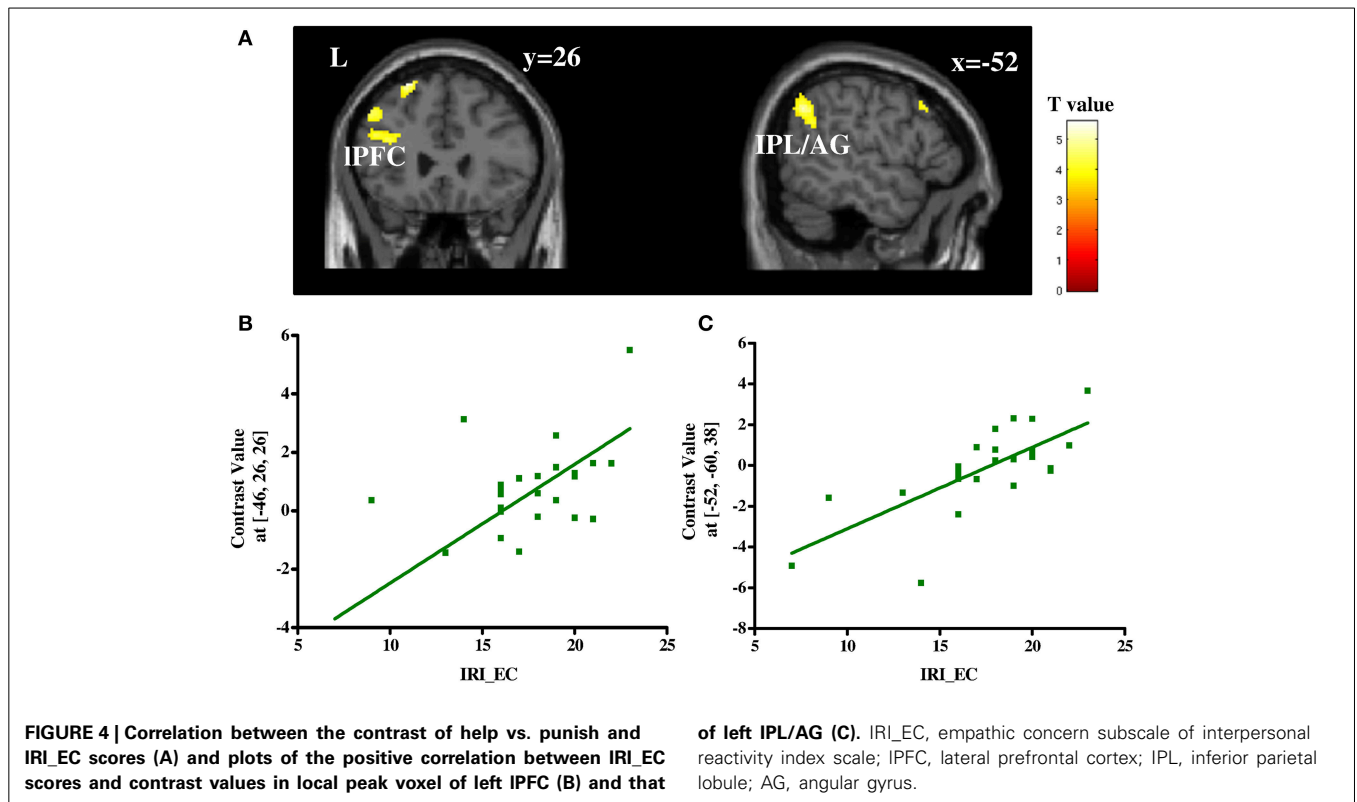 A
L
y=26
x=-52
lPFC
IPL/AG
T value
5
4
3
2
1
0
B
6
4
2
0
-2
-4
Contrast Value
at [-46, 26, 26]
5
10
15
20
25
IRI_EC
C
6
4
2
0
-2
-4
-6
-8
Contrast Value
at [-52, -60, 38]
5
10
15
20
25
IRI_EC
FIGURE 4 | Correlation between the contrast of help vs. punish and
IRI_EC scores (A) and plots of the positive correlation between IRI_EC
scores and contrast values in local peak voxel of left lPFC (B) and that
of left IPL/AG (C). IRI_EC, empathic concern subscale of interpersonal
reactivity index scale; lPFC, lateral prefrontal cortex; IPL, inferior parietal
lobule; AG, angular gyrus.